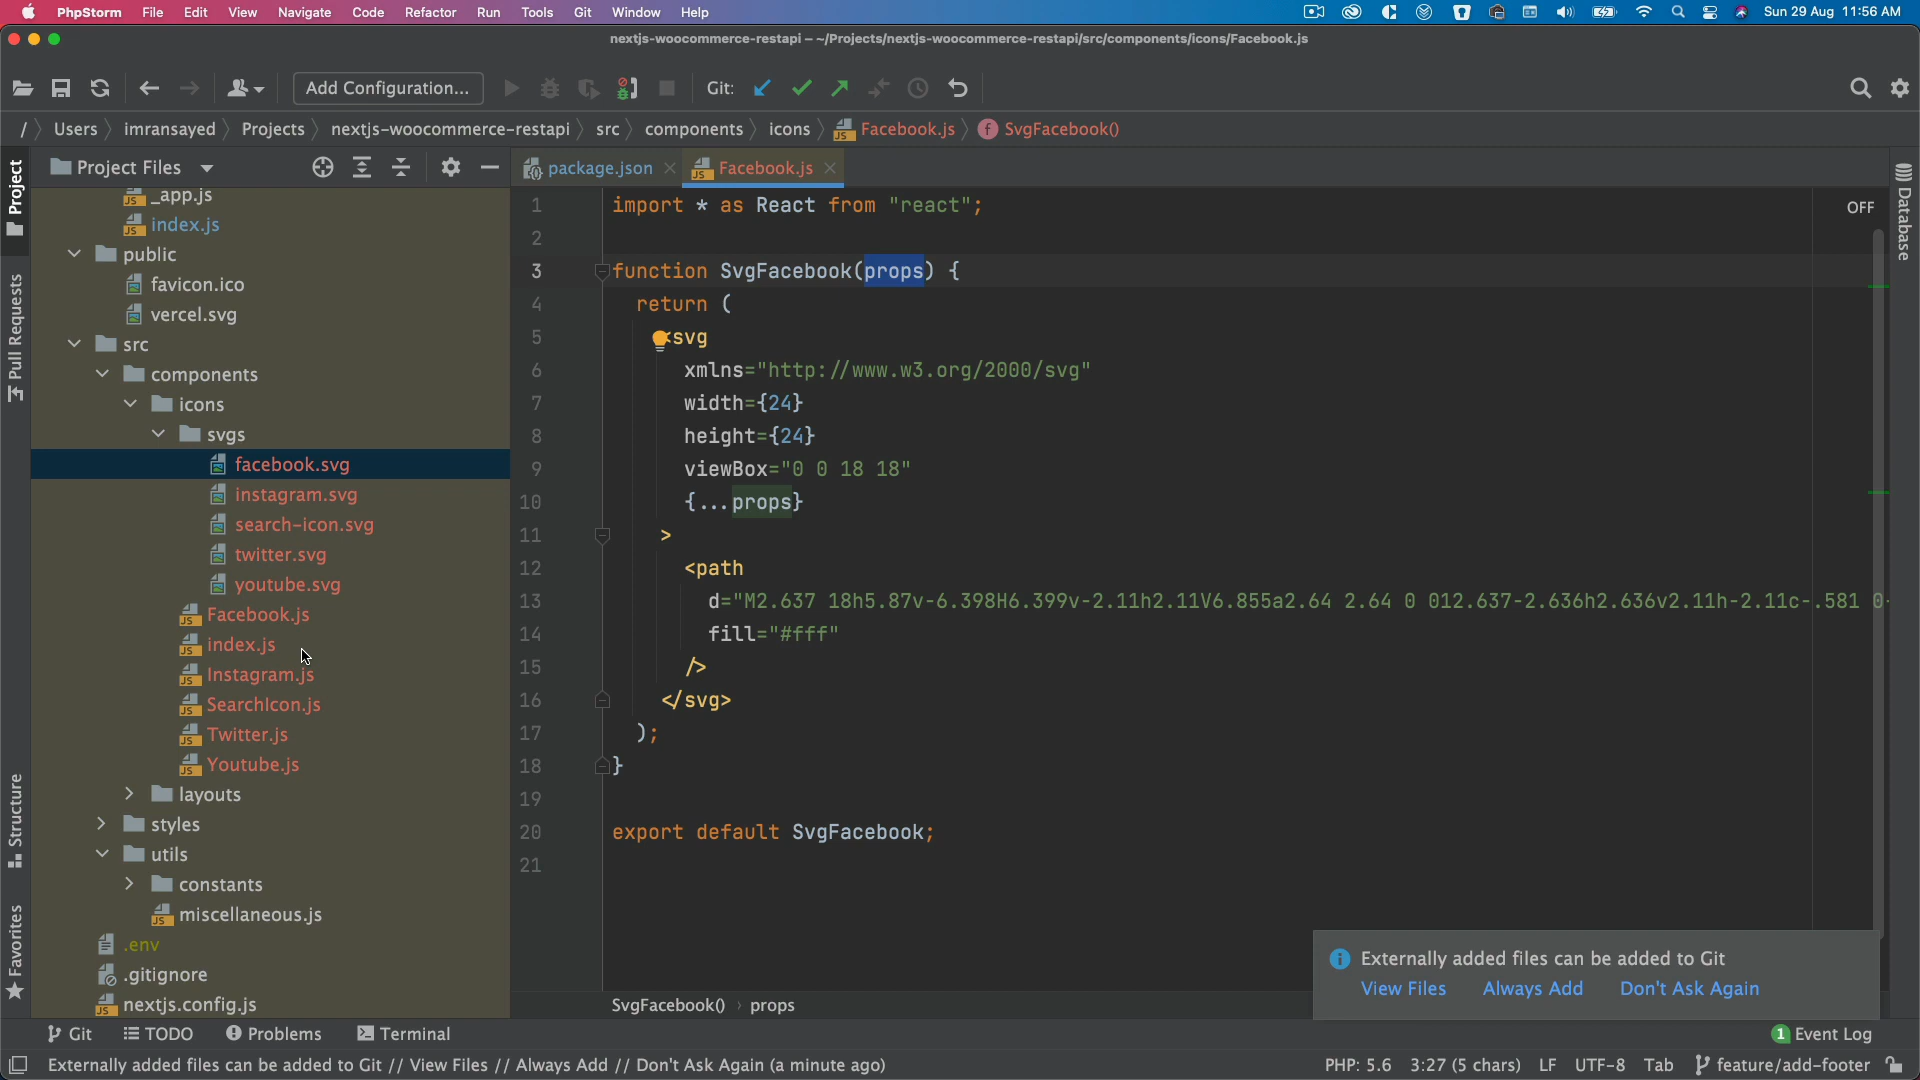 PhpStorm File Edit View Navigate Code Refactor Run Tools Git Window Help Sun 29 Aug 11:56 AM
nextjs-woocommerce-restapi – ~/Projects/nextjs-woocommerce-restapi/src/components/icons/Facebook.js
Add Configuration... Git:
/ Users imransayed Projects nextjs-woocommerce-restapi src components icons Facebook.js SvgFacebook()
Project Files
package.json Facebook.js
Project
Pull Requests
Structure
Favorites
Database
_app.js
index.js
public
favicon.ico
vercel.svg
src
components
icons
svgs
facebook.svg
instagram.svg
search-icon.svg
twitter.svg
youtube.svg
Facebook.js
index.js
Instagram.js
SearchIcon.js
Twitter.js
Youtube.js
layouts
styles
utils
constants
miscellaneous.js
.env
.gitignore
nextjs.config.js
OFF
1 import * as React from "react";
2
3 function SvgFacebook(props) {
4 return (
5 <svg
6 xmlns="http://www.w3.org/2000/svg"
7 width={24}
8 height={24}
9 viewBox="0 0 18 18"
10 {...props}
11 >
12 <path
13 d="M2.637 18h5.87v-6.398H6.399v-2.11h2.11V6.855a2.64 2.64 0 012.637-2.636h2.636v2.11h-2.11c-.581 0-
14 fill="#fff"
15 />
16 </svg>
17 );
18 }
19
20 export default SvgFacebook;
21
SvgFacebook() › props
Externally added files can be added to Git
View Files Always Add Don't Ask Again
Git TODO Problems Terminal 1 Event Log
Externally added files can be added to Git // View Files // Always Add // Don't Ask Again (a minute ago) PHP: 5.6 3:27 (5 chars) LF UTF-8 Tab feature/add-footer